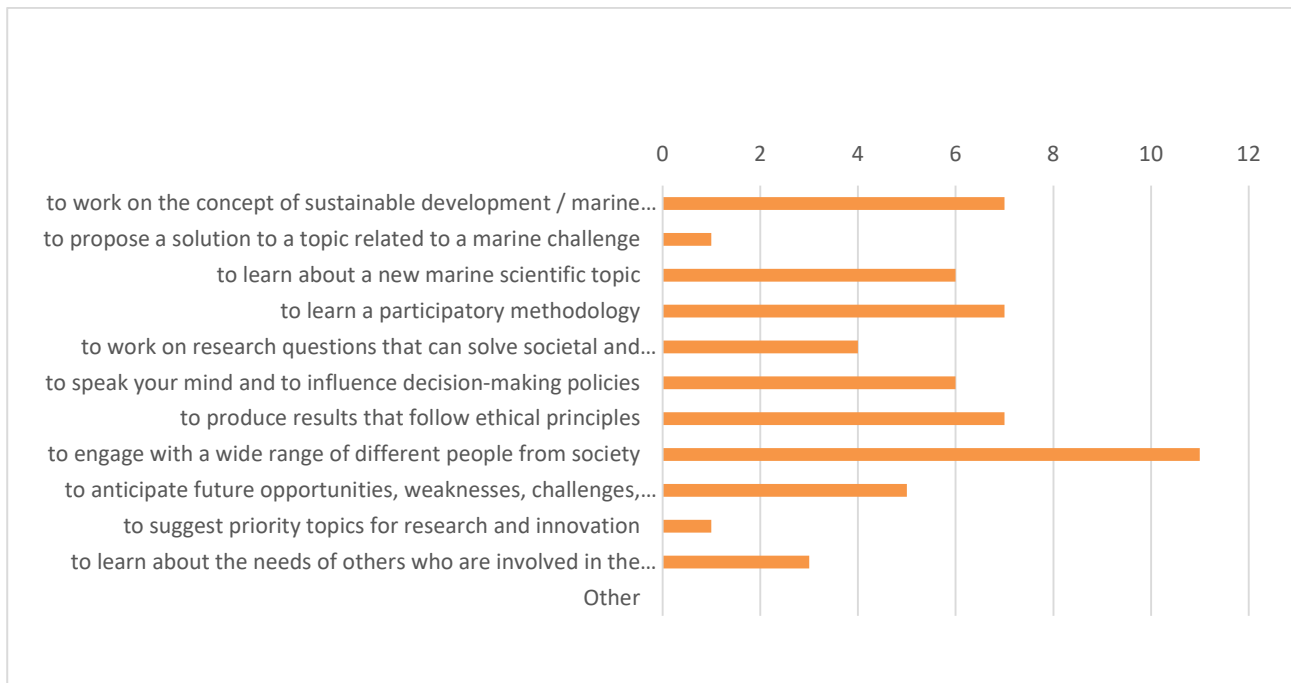 0 2 4 6 8 10 12
to work on the concept of sustainable development / marine...
to propose a solution to a topic related to a marine challenge
to learn about a new marine scientific topic
to learn a participatory methodology
to work on research questions that can solve societal and...
to speak your mind and to influence decision-making policies
to produce results that follow ethical principles
to engage with a wide range of different people from society
to anticipate future opportunities, weaknesses, challenges,...
to suggest priority topics for research and innovation
to learn about the needs of others who are involved in the...
Other